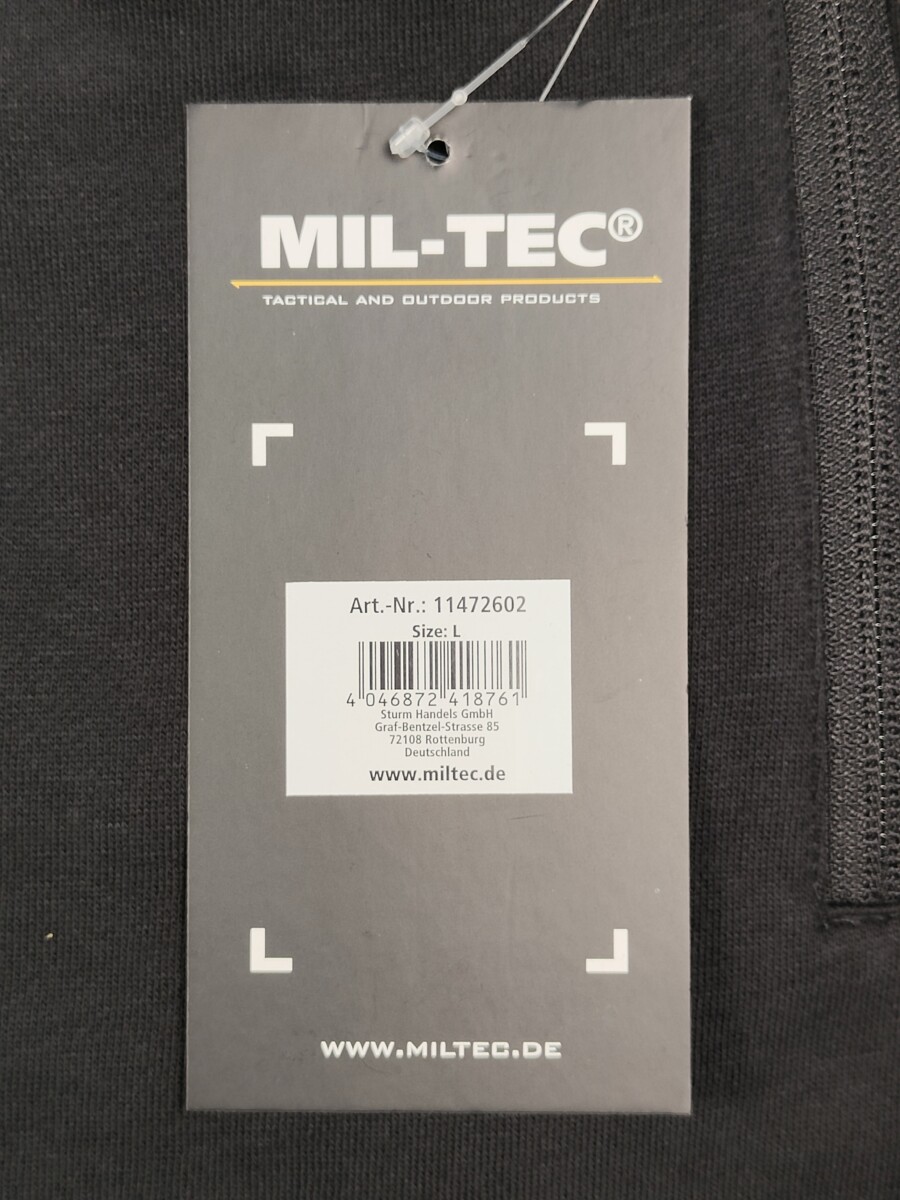 MIL-TEC®
TACTICAL AND OUTDOOR PRODUCTS
Art.-Nr.: 11472602
Size: L
4 046872 418761
Sturm Handels GmbH
Graf-Bentzel-Strasse 85
72108 Rottenburg
Deutschland
www.miltec.de
WWW.MILTEC.DE